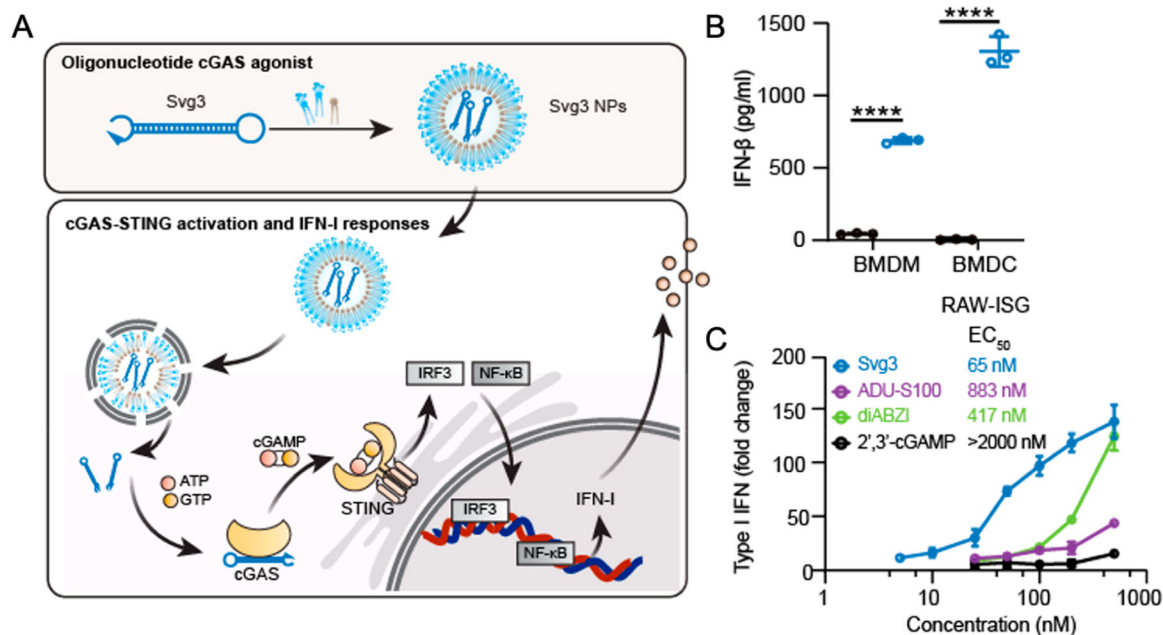 A
Oligonucleotide cGAS agonist
Svg3
Svg3 NPs
cGAS-STING activation and IFN-I responses
IRF3
NF-κB
cGAMP
ATP
GTP
STING
IFN-I
IRF3
NF-κB
cGAS
B
IFN-β (pg/ml)
1500
1000
500
0
****
****
BMDM
BMDC
C
RAW-ISG
EC50
Svg3 65 nM
ADU-S100 883 nM
diABZI 417 nM
2',3'-cGAMP >2000 nM
Type I IFN (fold change)
200
150
100
50
0
1
10
100
1000
Concentration (nM)